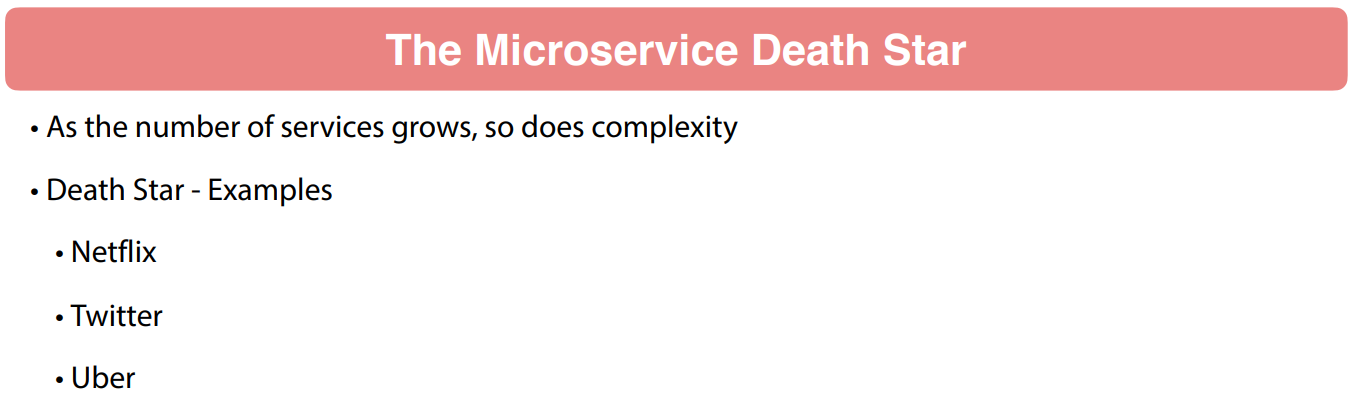 The Microservice Death Star
• As the number of services grows, so does complexity
• Death Star - Examples
• Netflix
• Twitter
• Uber